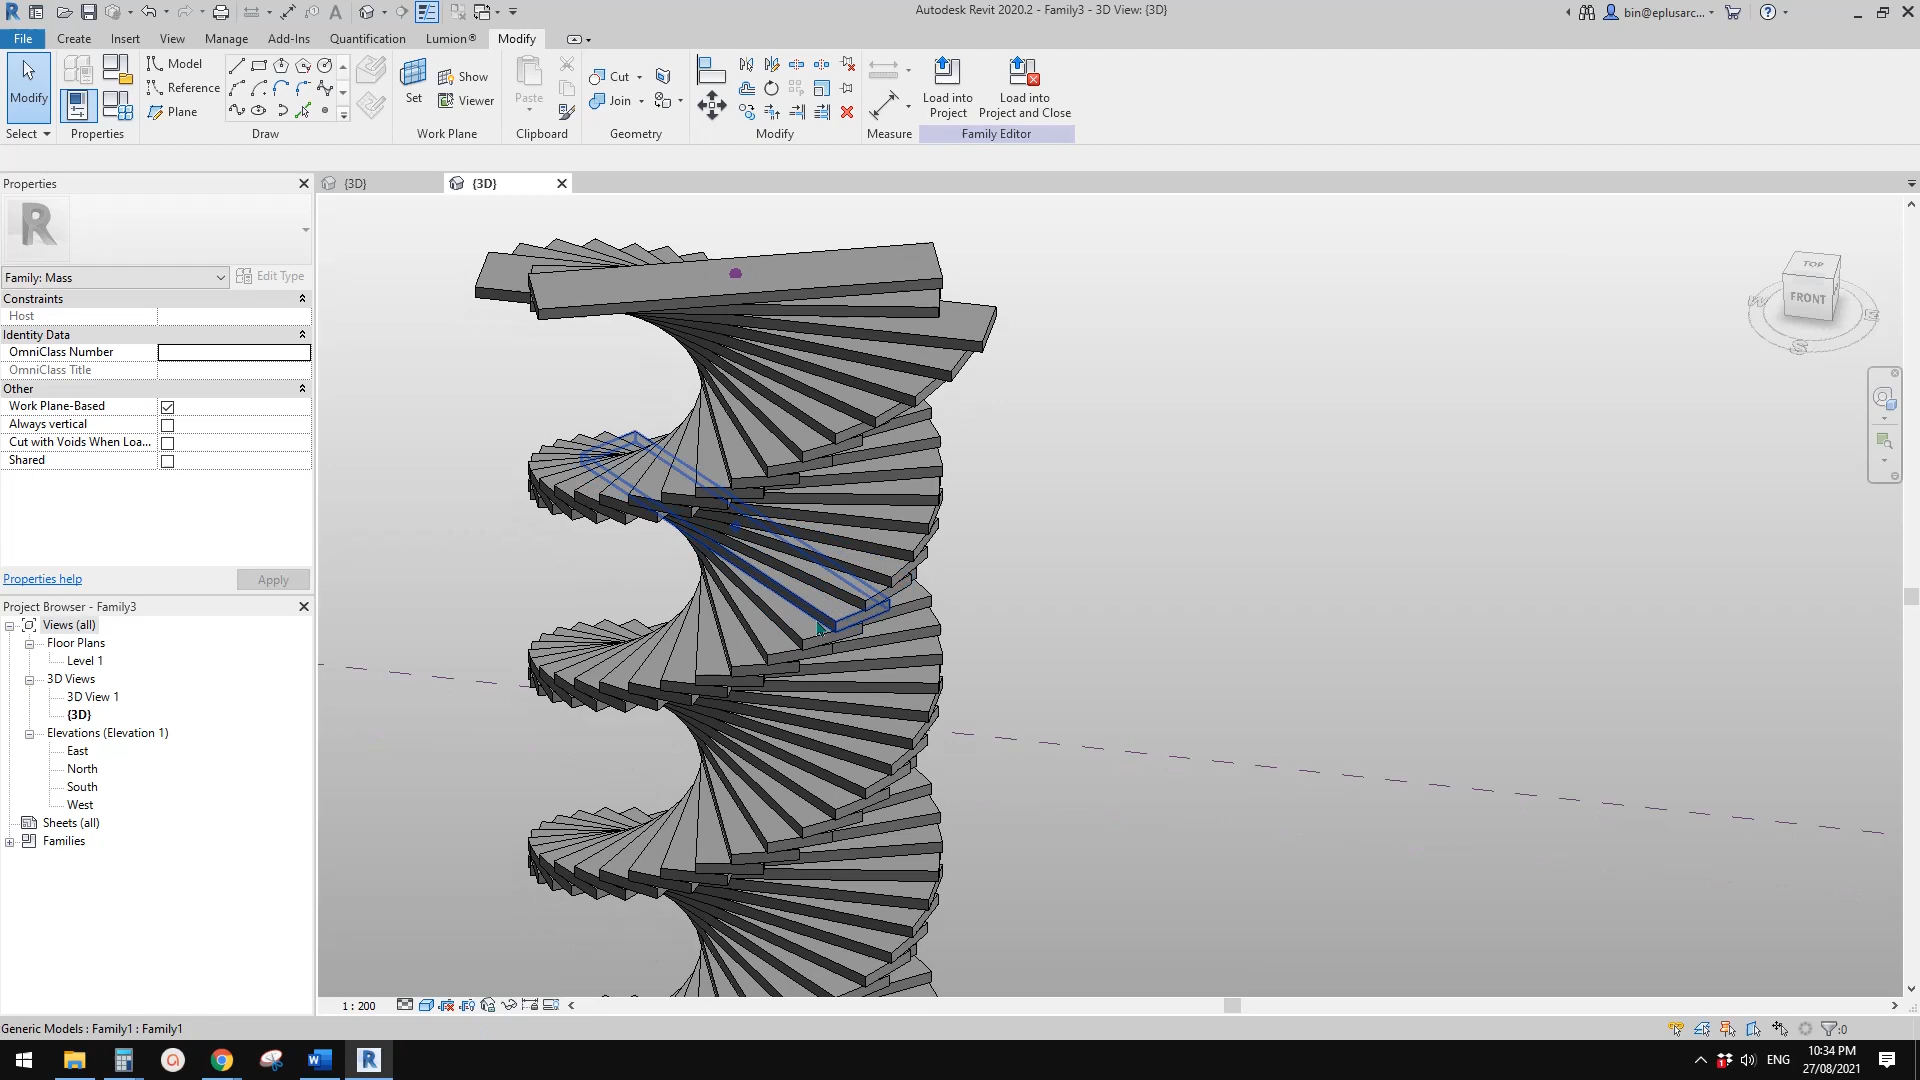 Autodesk Revit 2020.2 - Family3 - 3D View: {3D}
bin@eplusarc...
File Create Insert View Manage Add-Ins Quantification Lumion® Modify
Modify
Select
Properties
Model
Reference
Plane
Draw
Set
Show
Viewer
Work Plane
Paste
Clipboard
Cut
Join
Geometry
Modify
Measure
Load into
Project
Load into
Project and Close
Family Editor
Properties
{3D}
{3D}
R
Family: Mass
Edit Type
Constraints
Host
Identity Data
OmniClass Number
OmniClass Title
Other
Work Plane-Based
Always vertical
Cut with Voids When Loa...
Shared
Properties help
Apply
Project Browser - Family3
Views (all)
Floor Plans
Level 1
3D Views
3D View 1
{3D}
Elevations (Elevation 1)
East
North
South
West
Sheets (all)
Families
TOP
FRONT
W
E
S
1 : 200
Generic Models : Family1 : Family1
:0
ENG
10:34 PM
27/08/2021